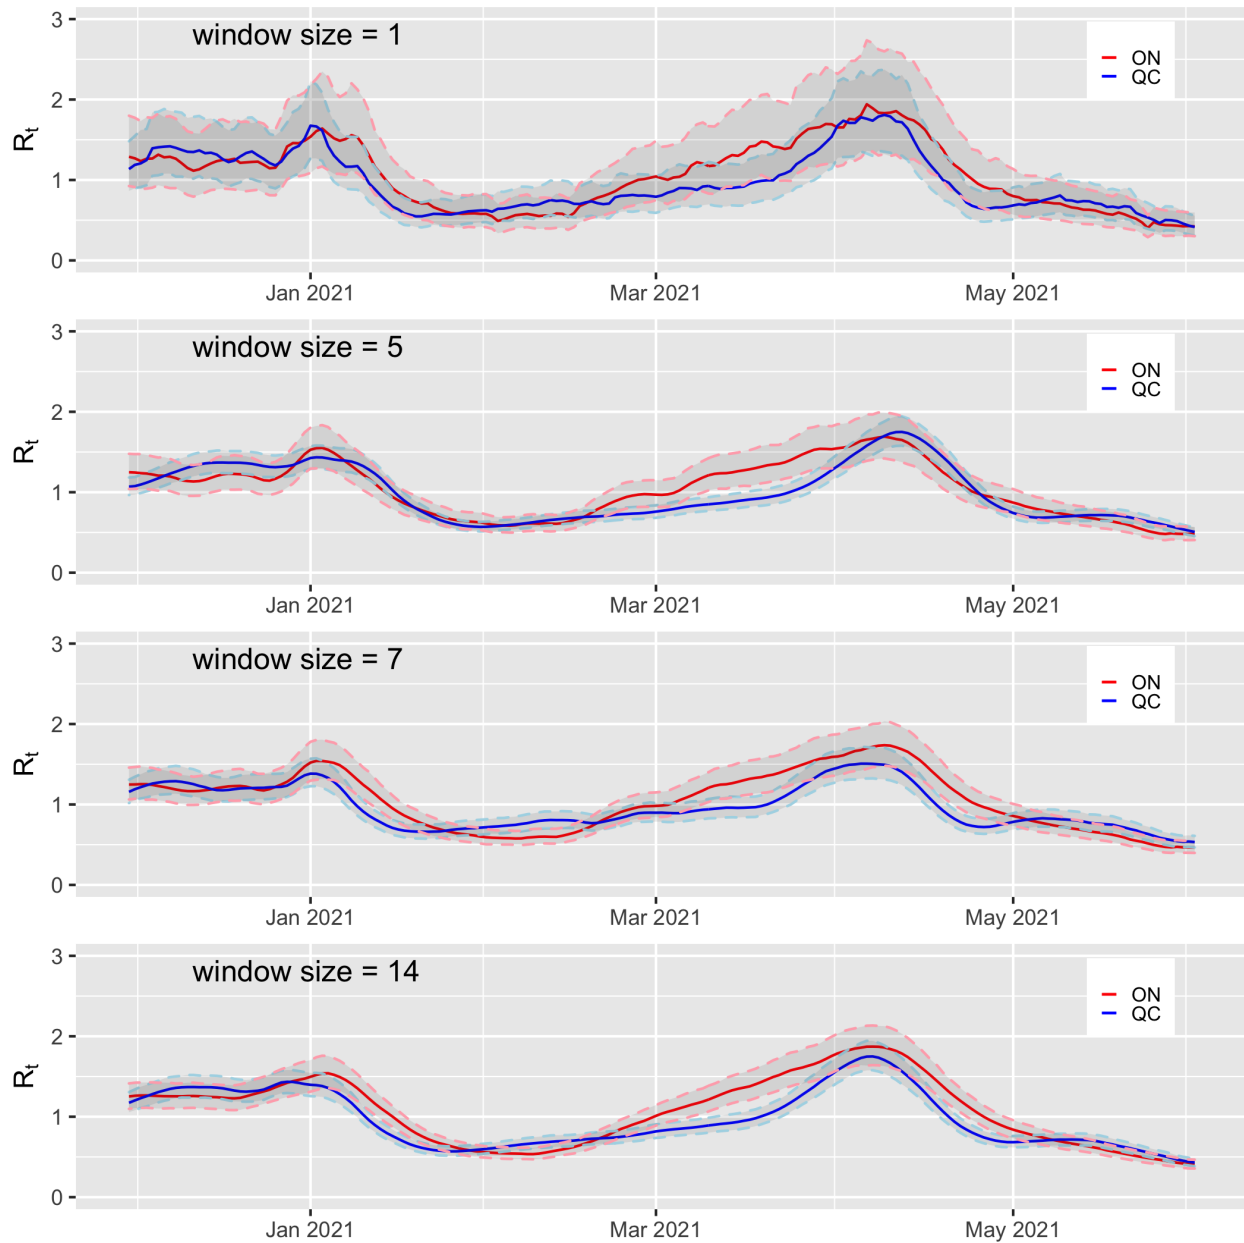 window size = 1
3
2
1
0
Rt
ON
QC
Jan 2021
Mar 2021
May 2021
window size = 5
3
2
1
0
Rt
ON
QC
Jan 2021
Mar 2021
May 2021
window size = 7
3
2
1
0
Rt
ON
QC
Jan 2021
Mar 2021
May 2021
window size = 14
3
2
1
0
Rt
ON
QC
Jan 2021
Mar 2021
May 2021